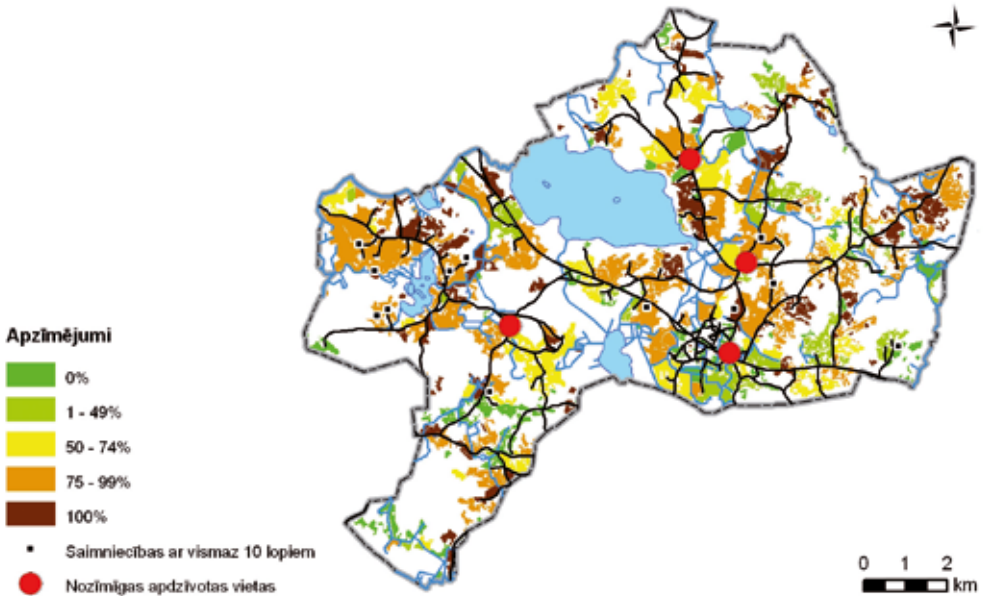 Apzīmējumi
0%
1 - 49%
50 - 74%
75 - 99%
100%
Saimniecības ar vismaz 10 lopiem
Nozīmīgas apdzīvotas vietas
0 1 2
km